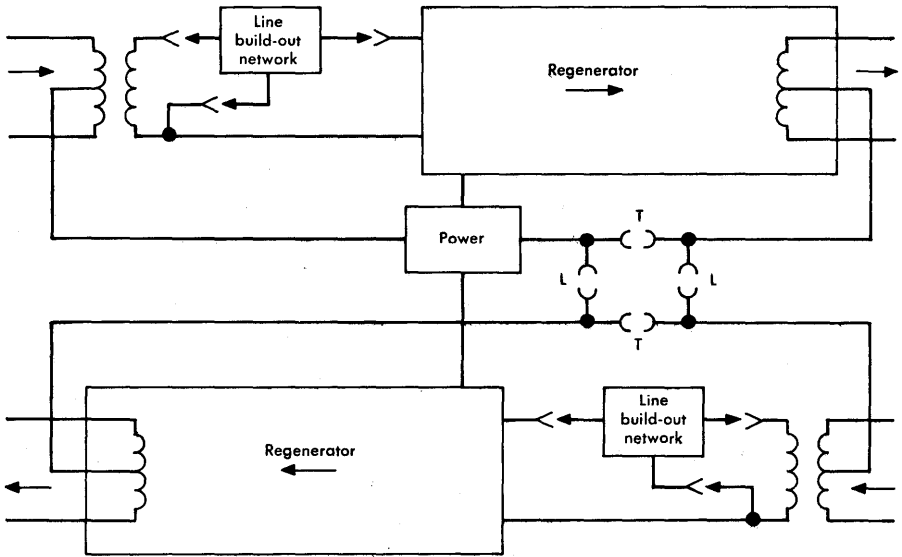 Line
build-out
network
Regenerator
Power
T
L
L
T
Regenerator
Line
build-out
network